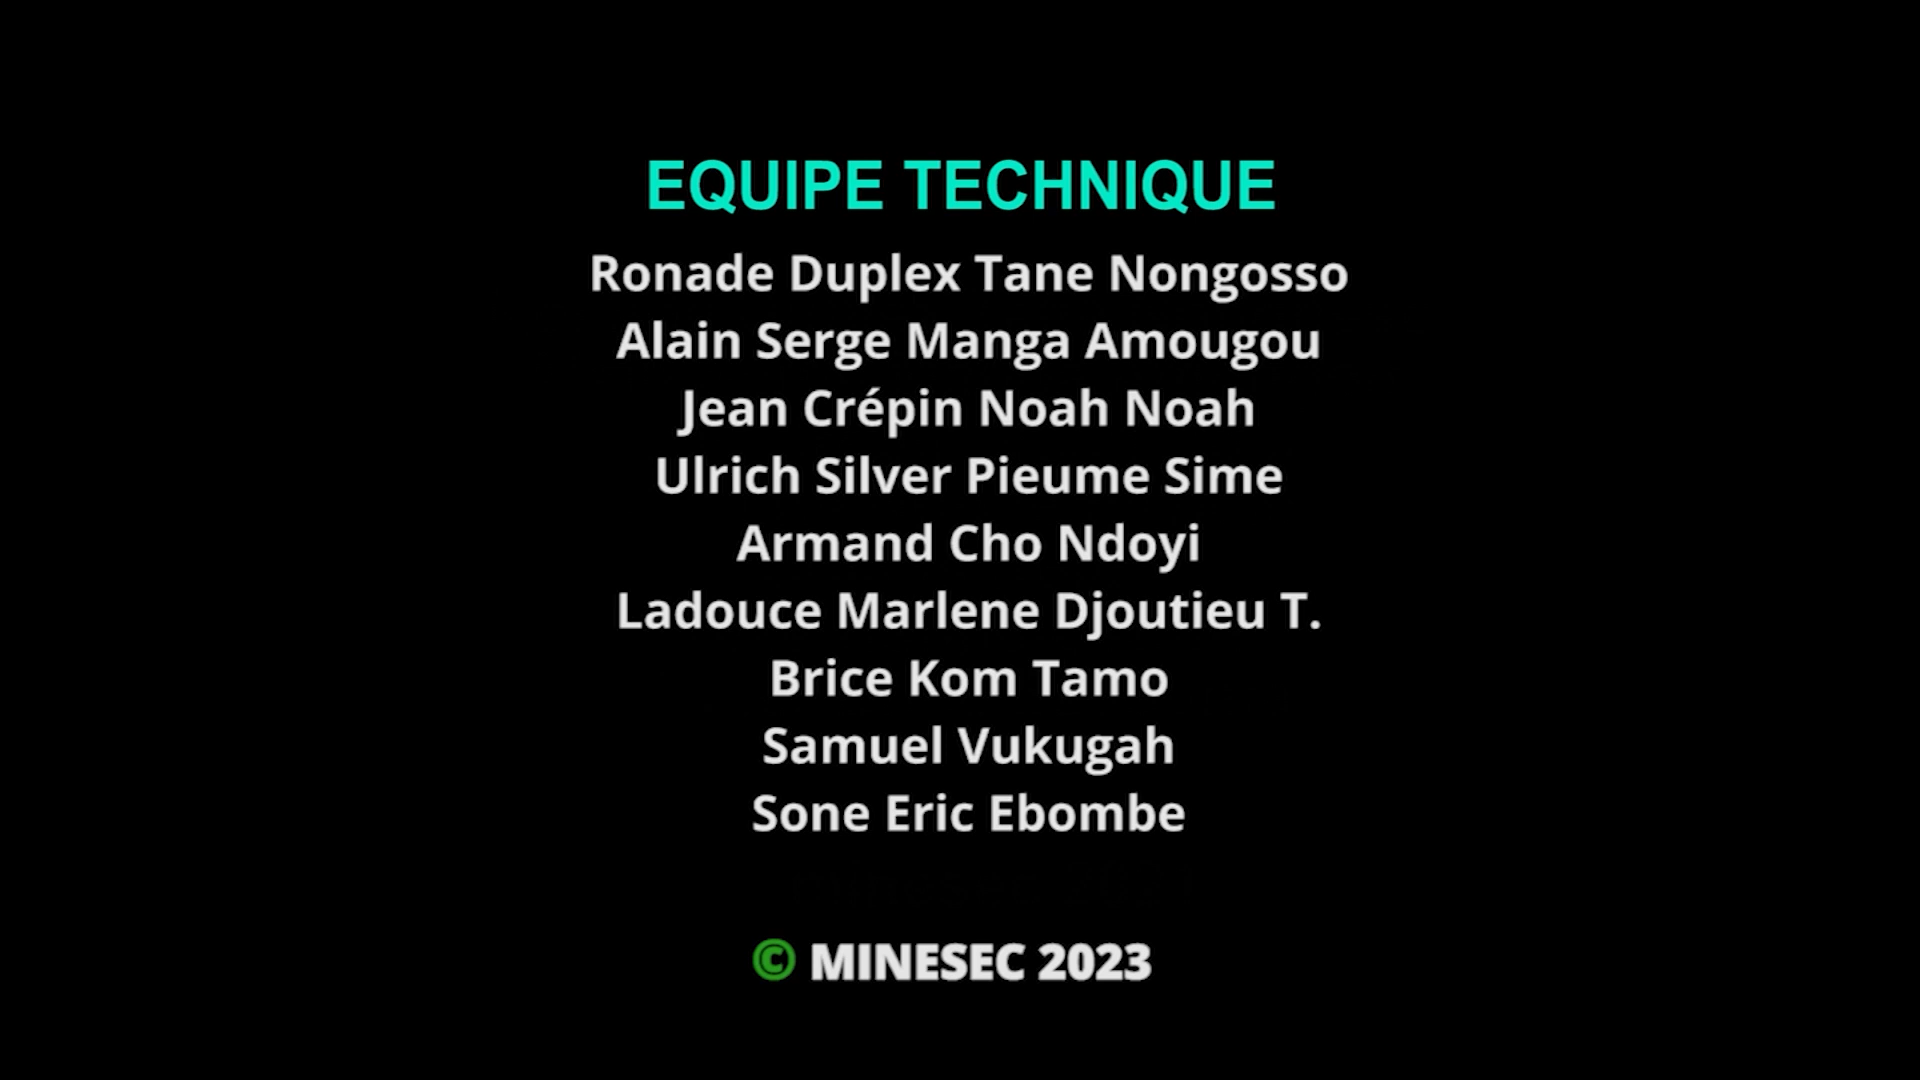 EQUIPE TECHNIQUE
Ronade Duplex Tane Nongosso
Alain Serge Manga Amougou
Jean Crépin Noah Noah
Ulrich Silver Pieume Sime
Armand Cho Ndoyi
Ladouce Marlene Djoutieu T.
Brice Kom Tamo
Samuel Vukugah
Sone Eric Ebombe
© MINESEC 2023